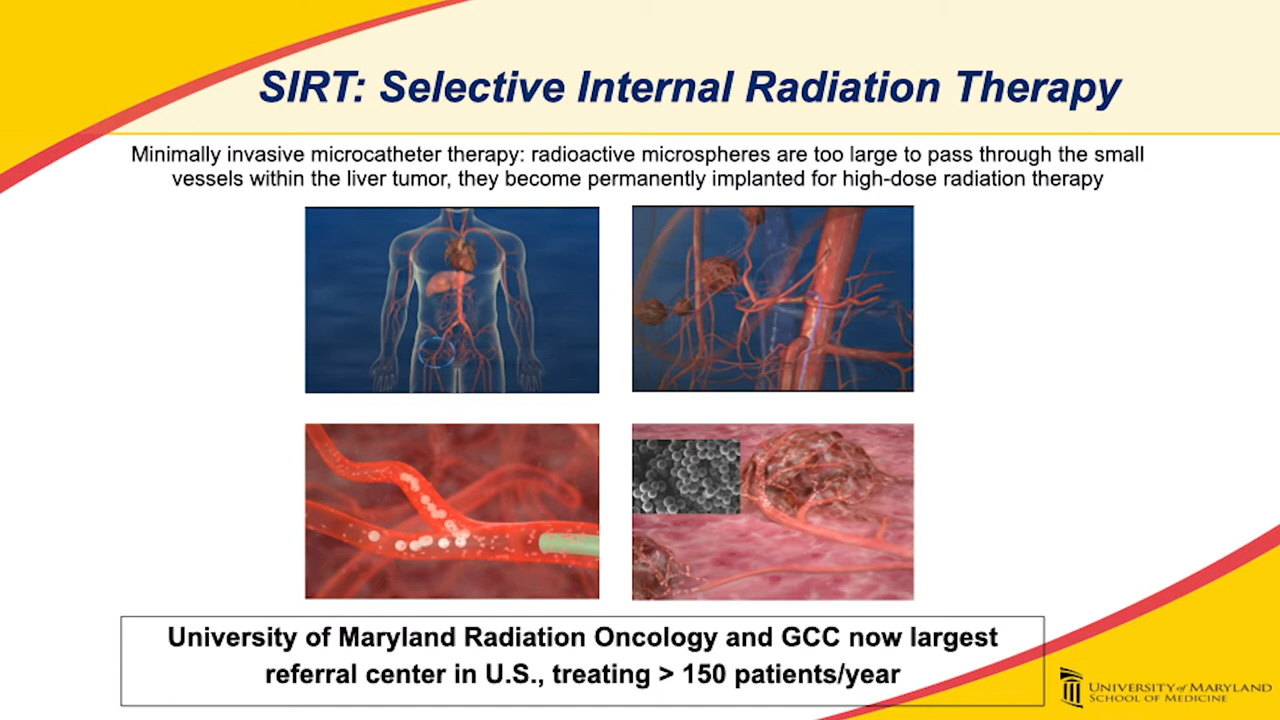 SIRT: Selective Internal Radiation Therapy
Minimally invasive microcatheter therapy: radioactive microspheres are too large to pass through the small
vessels within the liver tumor, they become permanently implanted for high-dose radiation therapy
University of Maryland Radiation Oncology and GCC now largest
referral center in U.S., treating > 150 patients/year
UNIVERSITY of MARYLAND
SCHOOL OF MEDICINE